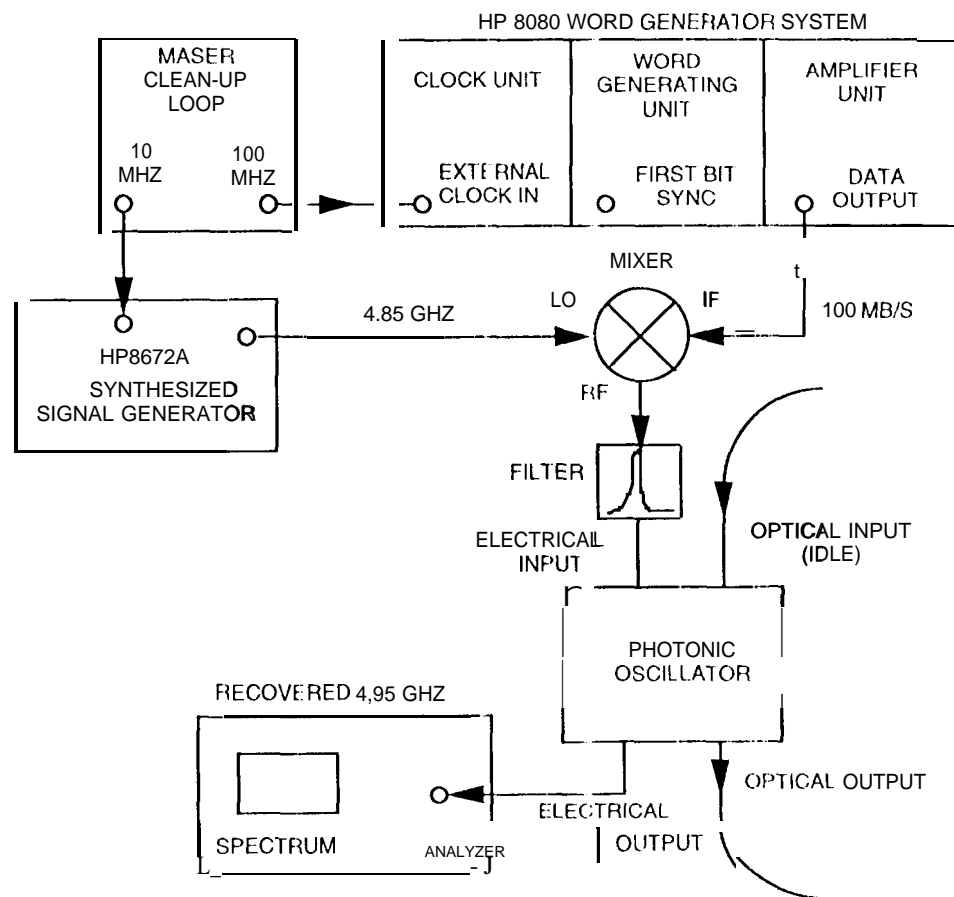 HP 8080 WORD GENERATOR SYSTEM
MASER
CLEAN-UP
LOOP
10
MHZ
100
MHZ
CLOCK UNIT
EXTERNAL
CLOCK IN
WORD
GENERATING
UNIT
FIRST BIT
SYNC
AMPLIFIER
UNIT
DATA
OUTPUT
MIXER
LO
IF
RF
t
100 MB/S
4.85 GHZ
HP8672A
SYNTHESIZED
SIGNAL GENERATOR
FILTER
ELECTRICAL
INPUT
OPTICAL INPUT
(IDLE)
PHOTONIC
OSCILLATOR
RECOVERED 4,95 GHZ
SPECTRUM
ANALYZER
ELECTRICAL
OUTPUT
OPTICAL OUTPUT